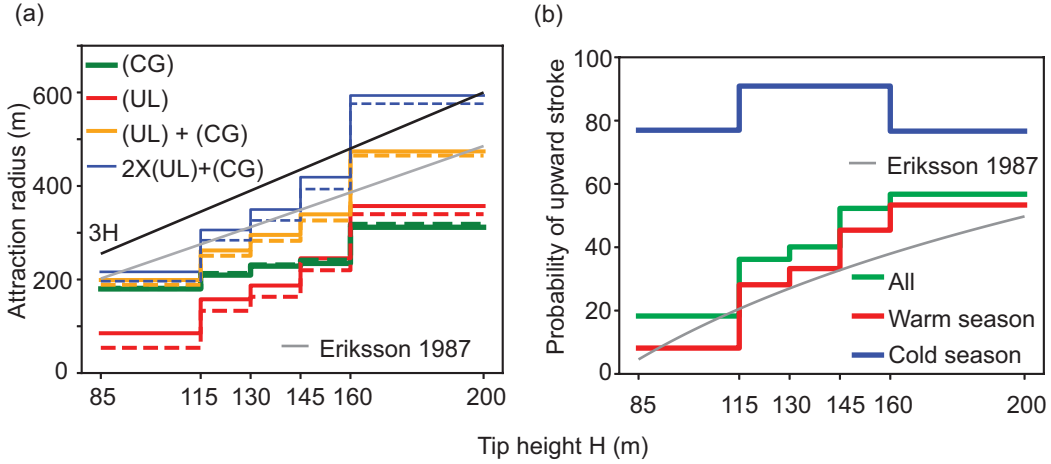 (a)
Attraction radius (m)
600
400
200
0
(CG)
(UL)
(UL) + (CG)
2X(UL)+(CG)
3H
Eriksson 1987
85
115
130
145
160
200
(b)
Probability of upward stroke
100
80
60
40
20
0
Eriksson 1987
All
Warm season
Cold season
85
115
130
145
160
200
Tip height H (m)